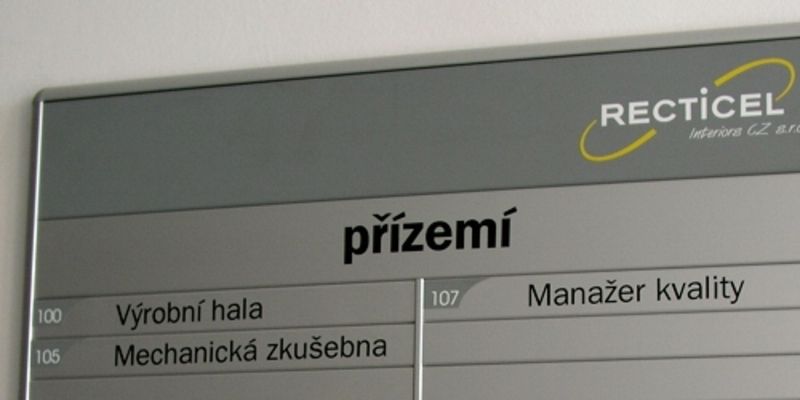 RECTiCEL
Interiors CZ s.r.o
přízemí
100 Výrobní hala
105 Mechanická zkušebna
107 Manažer kvality